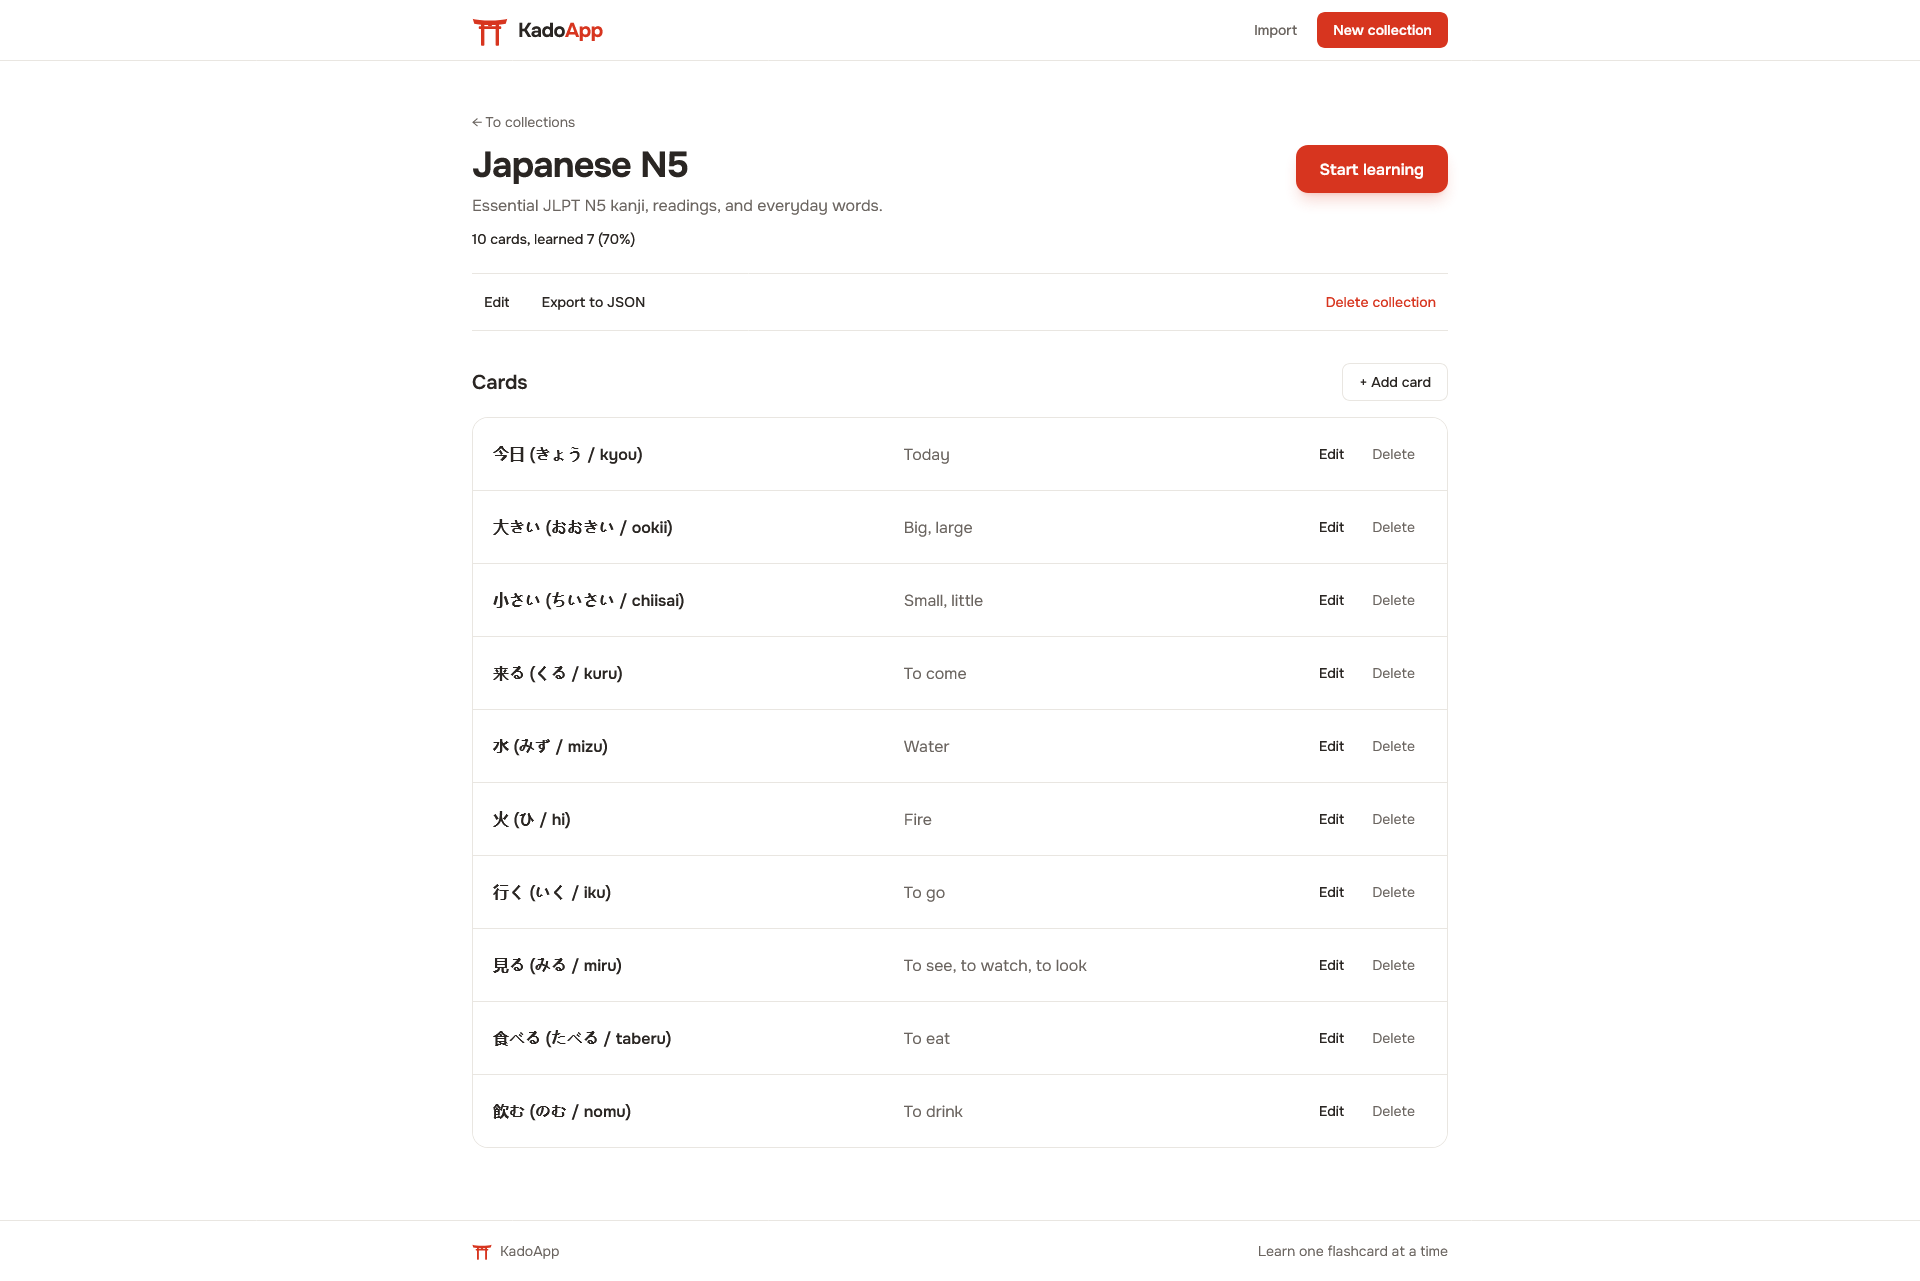 KadoApp
Import
New collection
← To collections
Japanese N5
Start learning
Essential JLPT N5 kanji, readings, and everyday words.
10 cards, learned 7 (70%)
Edit
Export to JSON
Delete collection
Cards
+ Add card
今日 (きょう / kyou) Today Edit Delete
大きい (おおきい / ookii) Big, large Edit Delete
小さい (ちいさい / chiisai) Small, little Edit Delete
来る (くる / kuru) To come Edit Delete
水 (みず / mizu) Water Edit Delete
火 (ひ / hi) Fire Edit Delete
行く (いく / iku) To go Edit Delete
見る (みる / miru) To see, to watch, to look Edit Delete
食べる (たべる / taberu) To eat Edit Delete
飲む (のむ / nomu) To drink Edit Delete
KadoApp
Learn one flashcard at a time